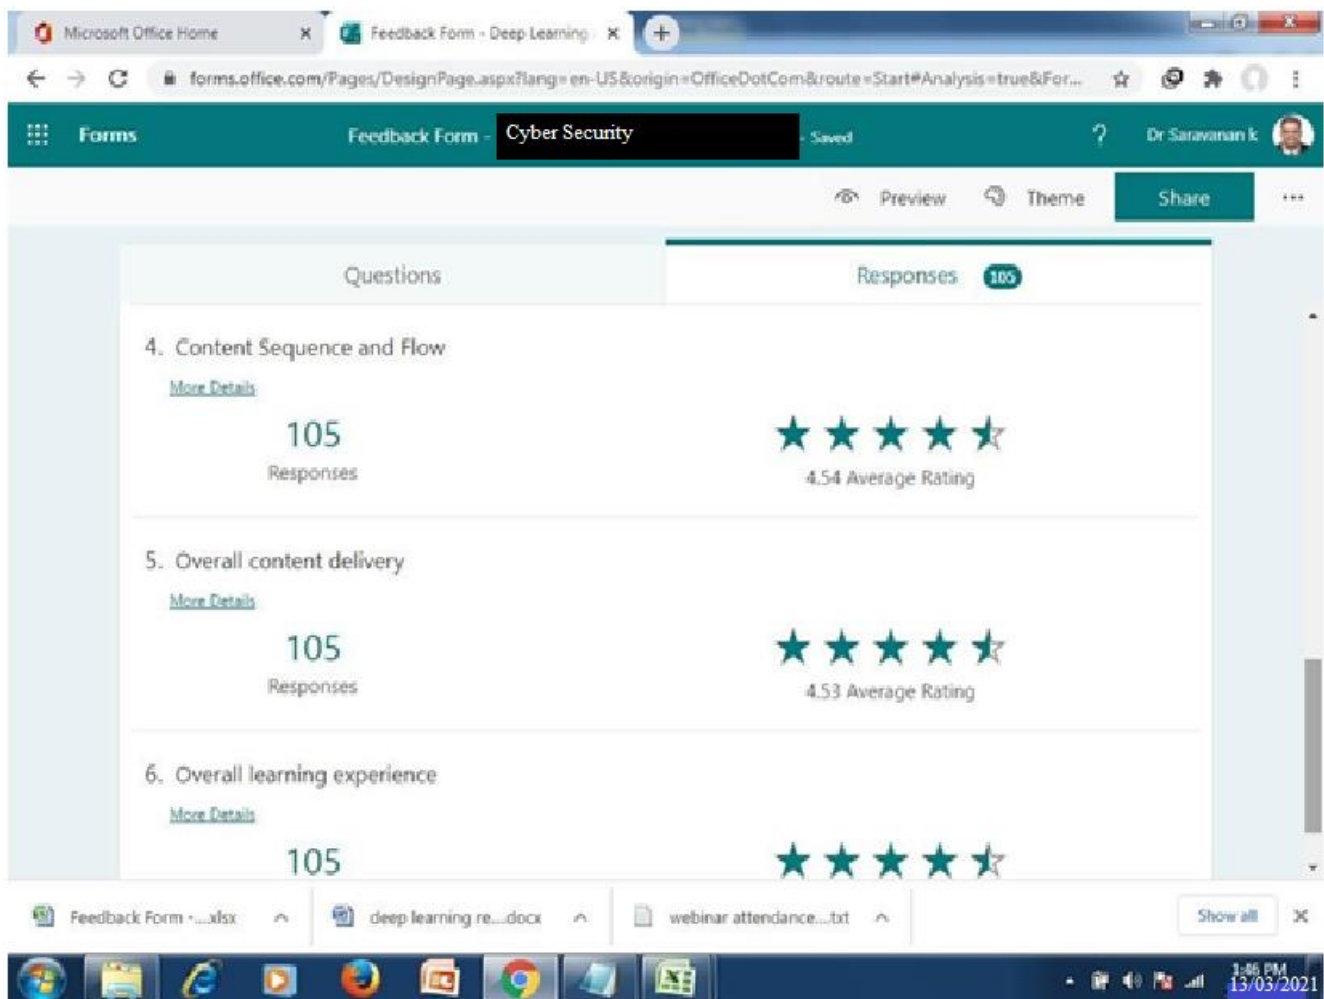 Microsoft Office Home
Feedback Form - Deep Learning
forms.office.com/Pages/DesignPage.aspx?lang=en-US&origin=OfficeDotCom&route=Start#Analysis=true&For...
Forms
Feedback Form - Cyber Security - Saved
? Dr Saravanan k
Preview
Theme
Share
...
Questions
Responses 105
4. Content Sequence and Flow
More Details
105
Responses
4.54 Average Rating
5. Overall content delivery
More Details
105
Responses
4.53 Average Rating
6. Overall learning experience
More Details
105
Feedback Form -....xlsx
deep learning re....docx
webinar attendance....txt
Show all
1:46 PM
13/03/2021